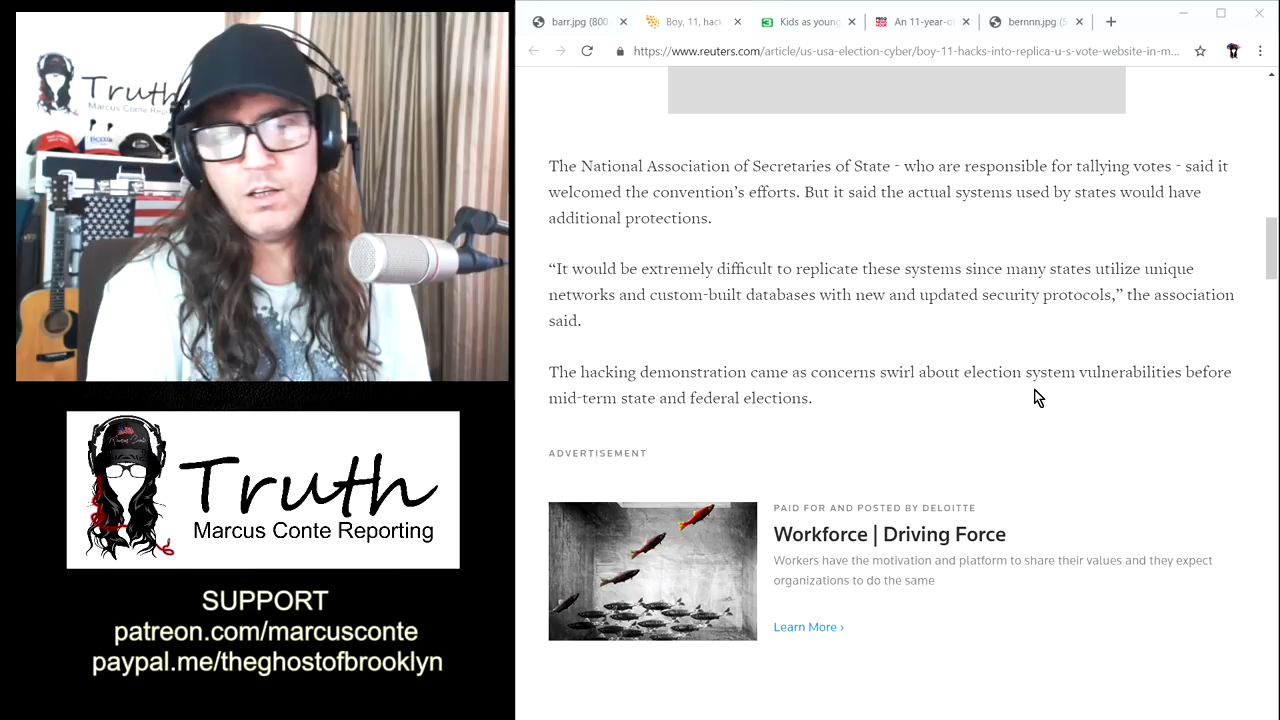 Truth
Marcus Conte Rep
Truth
Marcus Conte Reporting
SUPPORT
patreon.com/marcusconte
paypal.me/theghostofbrooklyn
barr.jpg (800
Boy, 11, hack
Kids as young
An 11-year-o
bernnn.jpg (5
https://www.reuters.com/article/us-usa-election-cyber/boy-11-hacks-into-replica-u-s-vote-website-in-m...
The National Association of Secretaries of State - who are responsible for tallying votes - said it
welcomed the convention’s efforts. But it said the actual systems used by states would have
additional protections.
“It would be extremely difficult to replicate these systems since many states utilize unique
networks and custom-built databases with new and updated security protocols,” the association
said.
The hacking demonstration came as concerns swirl about election system vulnerabilities before
mid-term state and federal elections.
ADVERTISEMENT
PAID FOR AND POSTED BY DELOITTE
Workforce | Driving Force
Workers have the motivation and platform to share their values and they expect
organizations to do the same
Learn More ›